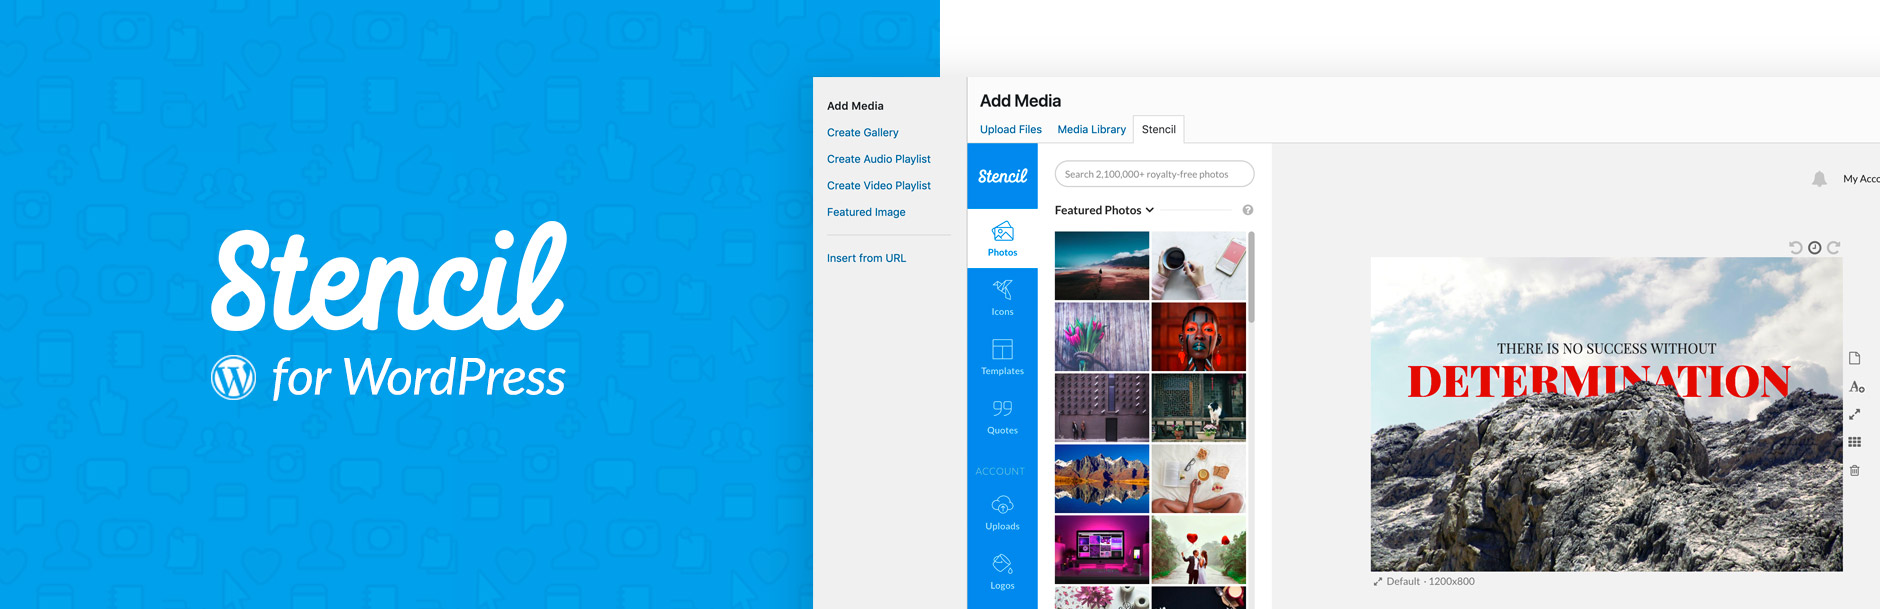 Stencil
for WordPress
Add Media
Create Gallery
Create Audio Playlist
Create Video Playlist
Featured Image
Insert from URL
Add Media
Upload Files
Media Library
Stencil
Stencil
Photos
Icons
Templates
Quotes
ACCOUNT
Uploads
Logos
Search 2,100,000+ royalty-free photos
Featured Photos
?
My Acco
THERE IS NO SUCCESS WITHOUT
DETERMINATION
Default · 1200x800